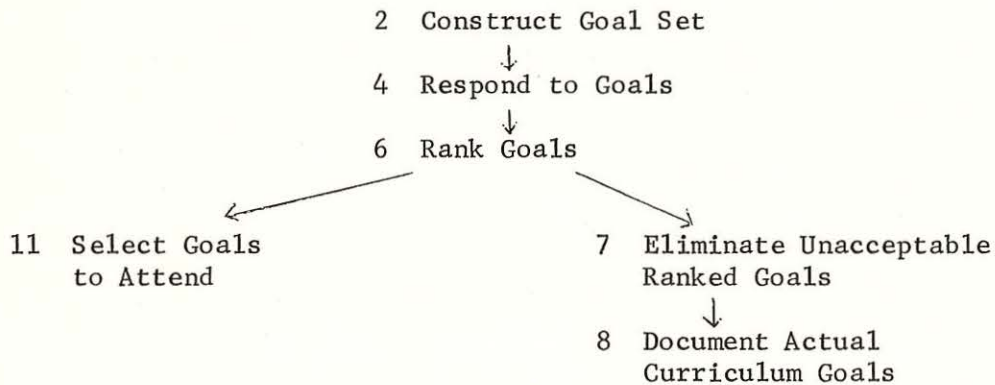 2 Construct Goal Set
4 Respond to Goals
6 Rank Goals
11 Select Goals
to Attend
7 Eliminate Unacceptable
Ranked Goals
8 Document Actual
Curriculum Goals